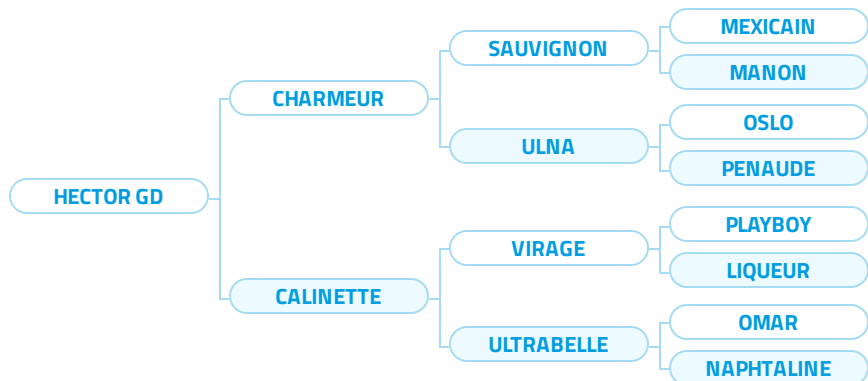 MEXICAIN
SAUVIGNON
MANON
CHARMEUR
OSLO
ULNA
PENAUDE
HECTOR GD
PLAYBOY
VIRAGE
LIQUEUR
CALINETTE
OMAR
ULTRABELLE
NAPHTALINE